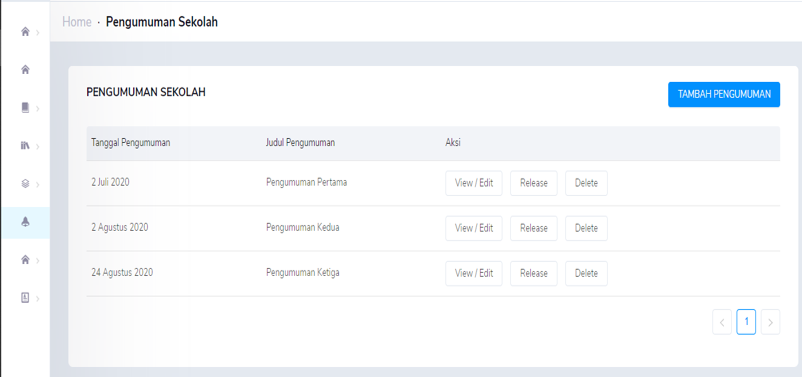 Home • Pengumuman Sekolah
PENGUMUMAN SEKOLAH
TAMBAH PENGUMUMAN
Tanggal Pengumuman Judul Pengumuman Aksi
2 Juli 2020 Pengumuman Pertama View / Edit Release Delete
2 Agustus 2020 Pengumuman Kedua View / Edit Release Delete
24 Agustus 2020 Pengumuman Ketiga View / Edit Release Delete
< 1 >